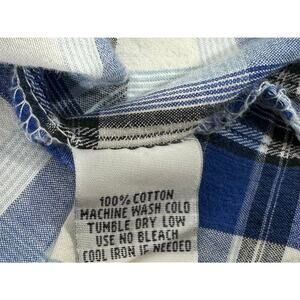 100% COTTON
MACHINE WASH COLD
TUMBLE DRY LOW
USE NO BLEACH
COOL IRON IF NEEDED